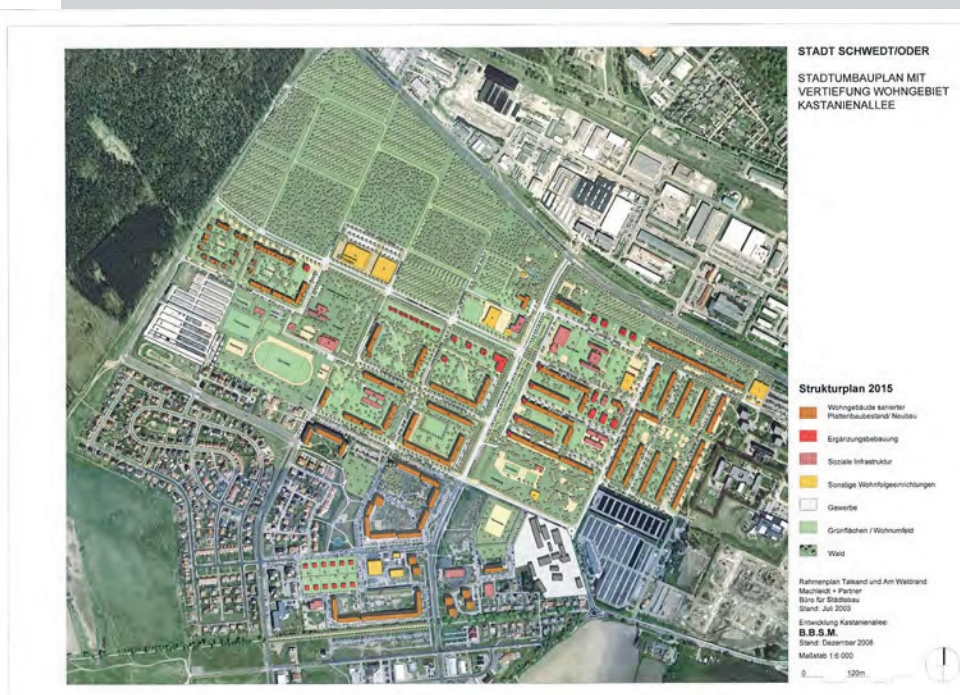 STADT SCHWEDT/ODER
STADTUMBAUPLAN MIT
VERTIEFUNG WOHNGEBIET
KASTANIENALLEE
Strukturplan 2015
Wohngebäude sanierter
Plattenbaubestand/ Neubau
Ergänzungsbebauung
Soziale Infrastruktur
Sonstige Wohnfolgeeinrichtungen
Gewerbe
Grünflächen / Wohnumfeld
Wald
Rahmenplan Talsand und Am Waldrand
Machleidt + Partner
Büro für Städtebau
Stand: Juli 2003
Entwicklung Kastanienallee:
B.B.S.M.
Stand: Dezember 2006
Maßstab 1:6 000
0 120m